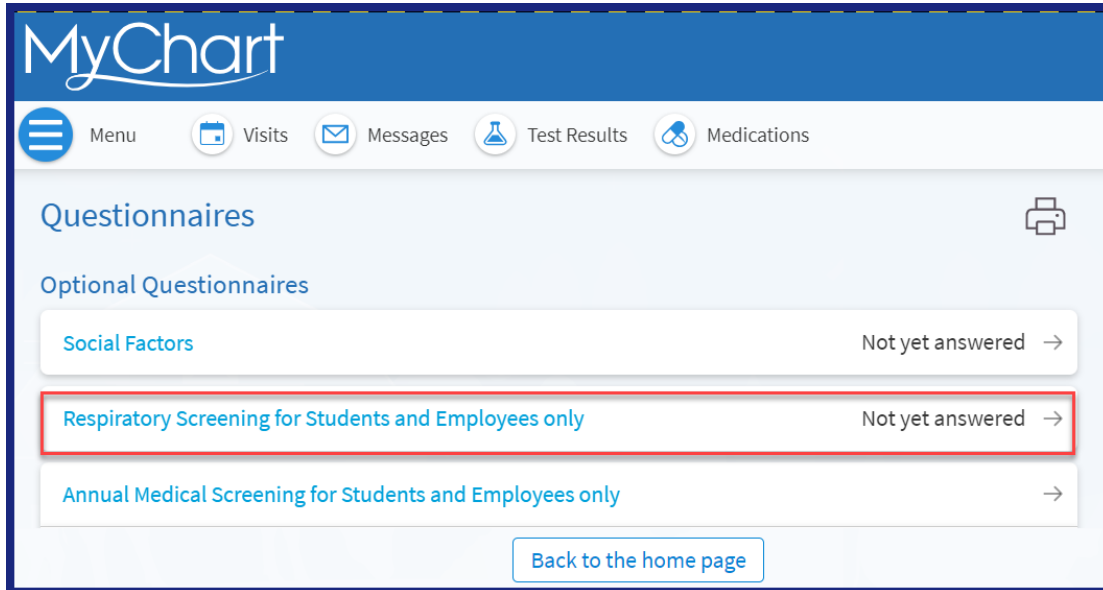 MyChart
Menu Visits Messages Test Results Medications
Questionnaires
Optional Questionnaires
Social Factors Not yet answered
Respiratory Screening for Students and Employees only Not yet answered
Annual Medical Screening for Students and Employees only
Back to the home page